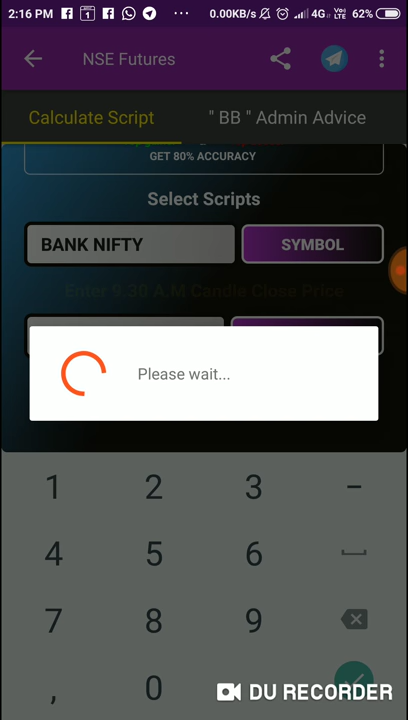 2:16 PM 1 ... 0.00KB/s 4G VoLTE 62%
NSE Futures
Calculate Script " BB " Admin Advice
GET 80% ACCURACY
Select Scripts
BANK NIFTY SYMBOL
Enter 9:30 A.M Candle Close Price
Please wait...
1 2 3 –
4 5 6
7 8 9
, 0
DU RECORDER